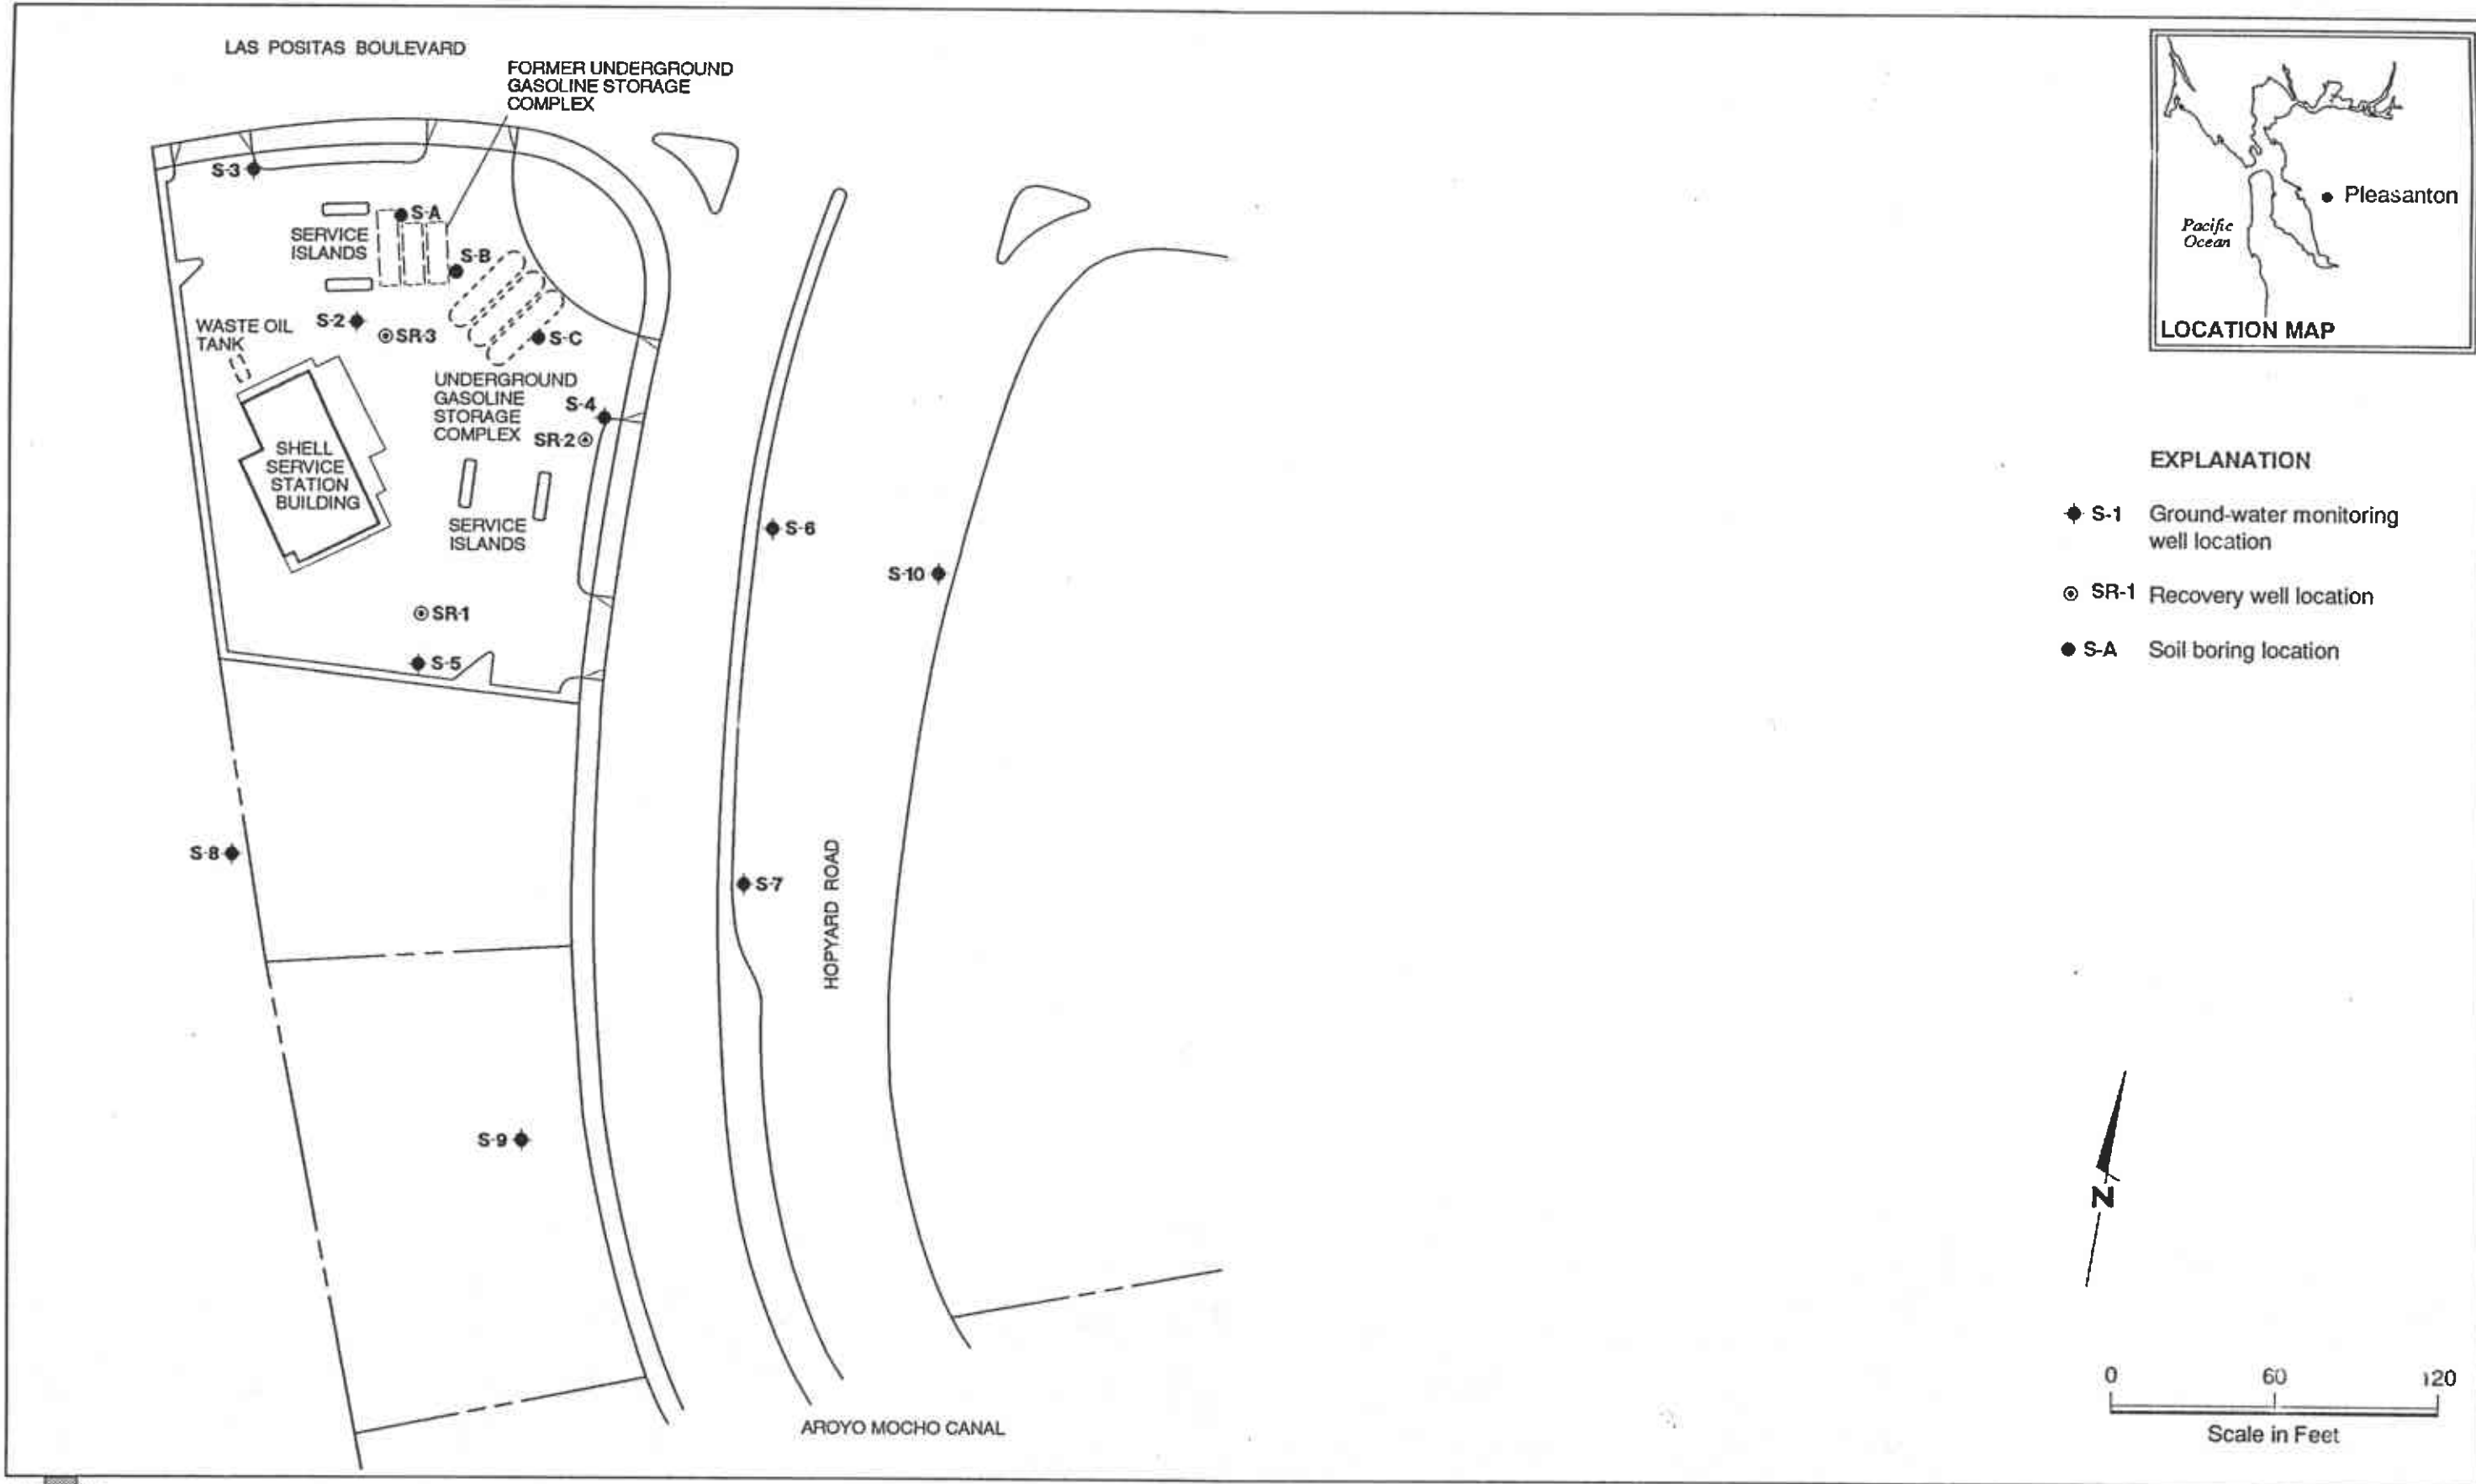 LAS POSITAS BOULEVARD
FORMER UNDERGROUND
GASOLINE STORAGE
COMPLEX
S-3
S-A
SERVICE
ISLANDS
S-B
S-2
SR-3
S-C
WASTE OIL
TANK
UNDERGROUND
GASOLINE
STORAGE
COMPLEX
S-4
SR-2
SHELL
SERVICE
STATION
BUILDING
SERVICE
ISLANDS
SR-1
S-5
S-6
S-10
S-8
S-7
HOPYARD ROAD
S-9
AROYO MOCHO CANAL
Pleasanton
Pacific
Ocean
LOCATION MAP
EXPLANATION
S-1 Ground-water monitoring
well location
SR-1 Recovery well location
S-A Soil boring location
N
0 60 120
Scale in Feet